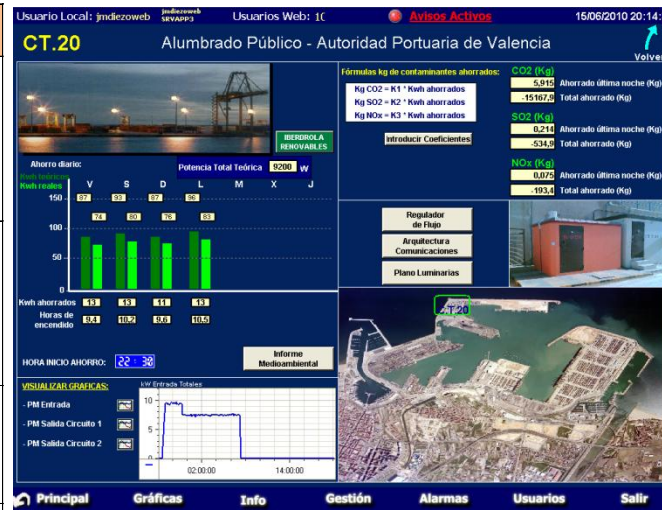 Usuario Local: jmdiezoweb jmdiezoweb SRVAPP3 Usuarios Web: 10 Avisos Activos 15/06/2010 20:14:
CT.20 Alumbrado Público - Autoridad Portuaria de Valencia
Volver
IBERDROLA
RENOVABLES
Ahorro diario:
Potencia Total Teórica 9200 W
Kwh teóricos
Kwh reales V S D L M X J
150
87 93 87 96
74 80 76 83
100
50
0
Kwh ahorrados 13 13 11 13
Horas de
encendido 9,4 10,2 9,6 10,5
HORA INICIO AHORRO: 22 : 30
Informe
Medioambiental
VISUALIZAR GRAFICAS:
- PM Entrada
- PM Salida Circuito 1
- PM Salida Circuito 2
kW Entrada Totales
10
5
0
02:00:00 14:00:00
Fórmulas kg de contaminantes ahorrados:
Kg CO2 = K1 * Kwh ahorrados
Kg SO2 = K2 * Kwh ahorrados
Kg NOx = K3 * Kwh ahorrados
Introducir Coeficientes
CO2 (Kg)
5,915 Ahorrado última noche (Kg)
-15167,9 Total ahorrado (Kg)
SO2 (Kg)
0,214 Ahorrado última noche (Kg)
-534,9 Total ahorrado (Kg)
NOx (Kg)
0,075 Ahorrado última noche (Kg)
-193,4 Total ahorrado (Kg)
Regulador
de Flujo
Arquitectura
Comunicaciones
Plano Luminarias
CT-20
Principal Gráficas Info Gestión Alarmas Usuarios Salir